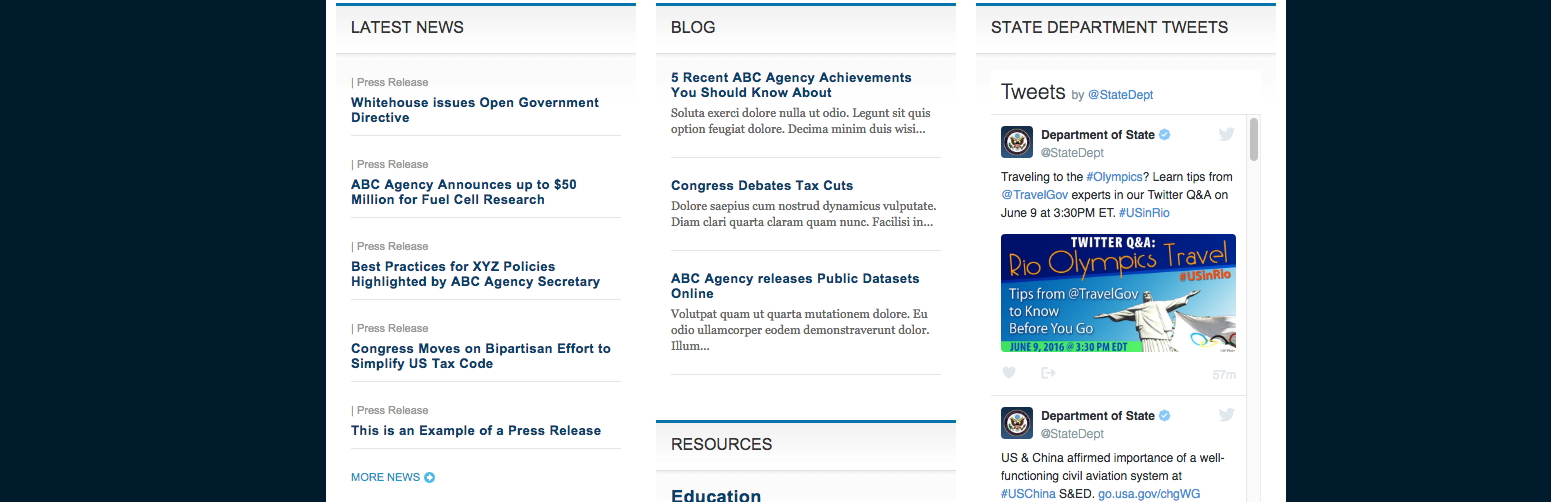 LATEST NEWS
| Press Release
Whitehouse issues Open Government
Directive
| Press Release
ABC Agency Announces up to $50
Million for Fuel Cell Research
| Press Release
Best Practices for XYZ Policies
Highlighted by ABC Agency Secretary
| Press Release
Congress Moves on Bipartisan Effort to
Simplify US Tax Code
| Press Release
This is an Example of a Press Release
MORE NEWS
BLOG
5 Recent ABC Agency Achievements
You Should Know About
Soluta exerci dolore nulla ut odio. Legunt sit quis
option feugiat dolore. Decima minim duis wisi...
Congress Debates Tax Cuts
Dolore saepius cum nostrud dynamicus vulputate.
Diam clari quarta claram quam nunc. Facilisi in...
ABC Agency releases Public Datasets
Online
Volutpat quam ut quarta mutationem dolore. Eu
odio ullamcorper eodem demonstraverunt dolor.
Illum...
RESOURCES
Education
STATE DEPARTMENT TWEETS
Tweets by @StateDept
Department of State
@StateDept
Traveling to the #Olympics? Learn tips from
@TravelGov experts in our Twitter Q&A on
June 9 at 3:30PM ET. #USinRio
TWITTER Q&A:
Rio Olympics Travel
#USinRio
Tips from @TravelGov
to Know
Before You Go
JUNE 9, 2016 @ 3:30 PM EDT
57m
Department of State
@StateDept
US & China affirmed importance of a well-
functioning civil aviation system at
#USChina S&ED. go.usa.gov/chgWG